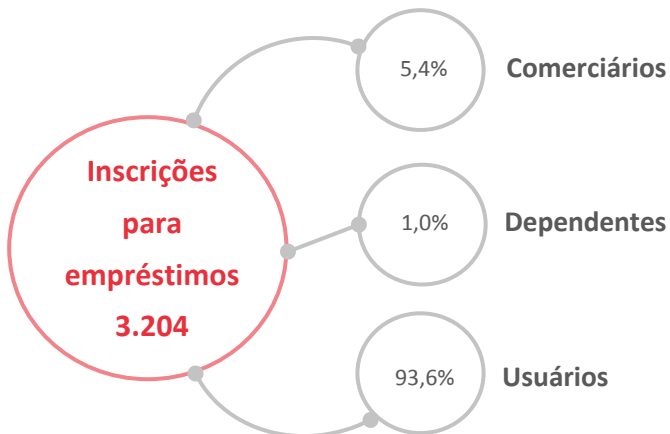 Inscrições
para
empréstimos
3.204
5,4%
Comerciários
1,0%
Dependentes
93,6%
Usuários